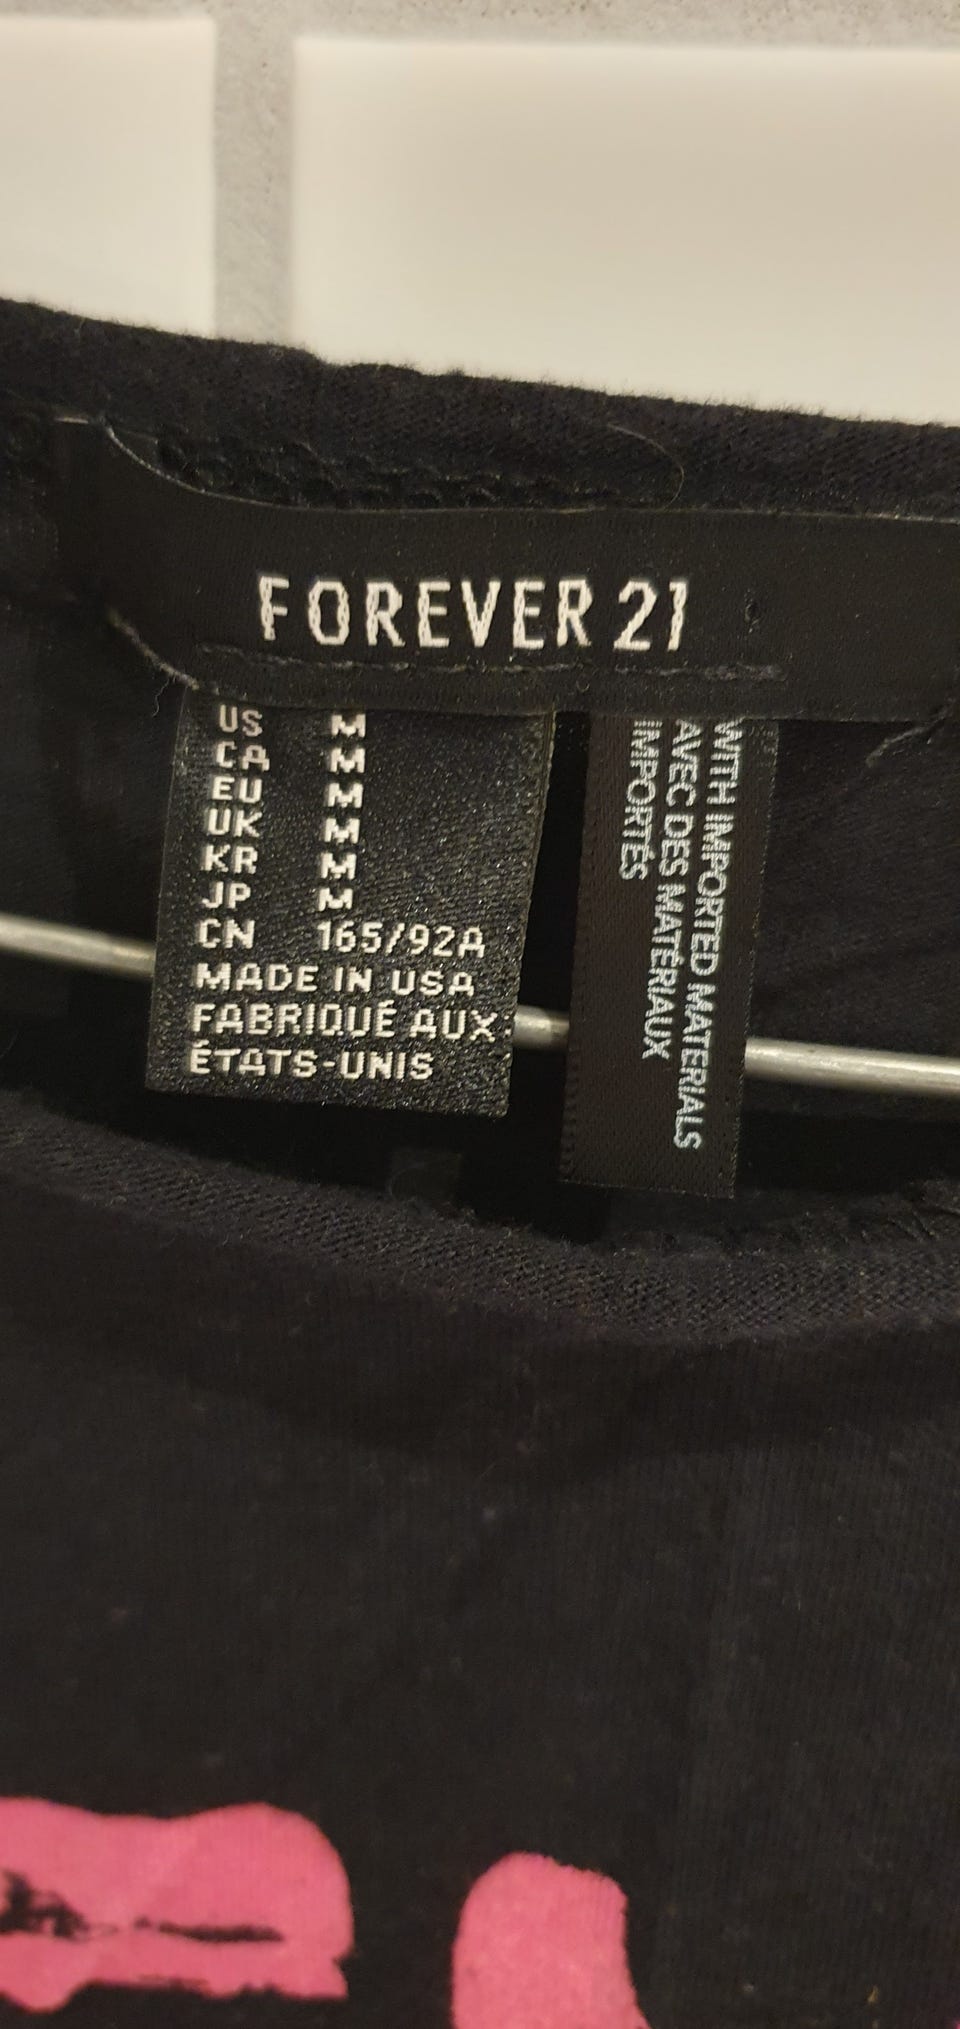 FOREVER 21
US M
CA M
EU M
UK M
KR M
JP M
CN 165/92A
MADE IN USA
FABRIQUÉ AUX
ÉTATS-UNIS
WITH IMPORTED MATERIALS
AVEC DES MATÉRIAUX
IMPORTÉS